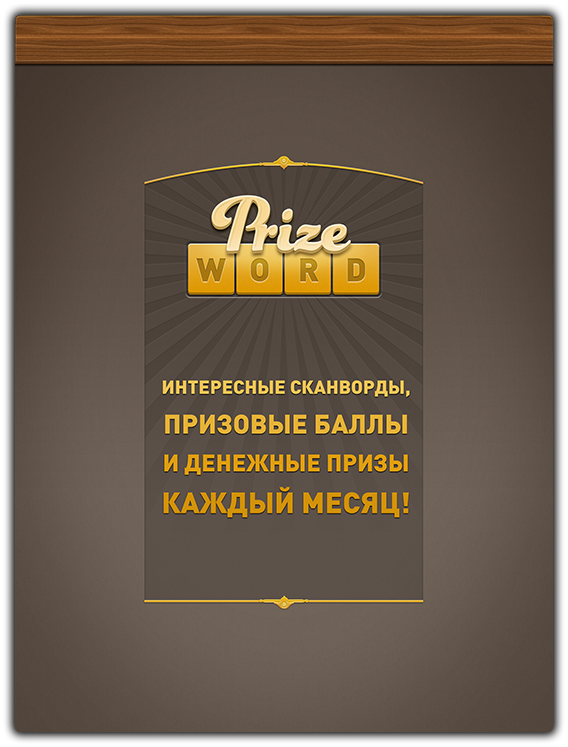 Prize
WORD
ИНТЕРЕСНЫЕ СКАНВОРДЫ,
ПРИЗОВЫЕ БАЛЛЫ
И ДЕНЕЖНЫЕ ПРИЗЫ
КАЖДЫЙ МЕСЯЦ!